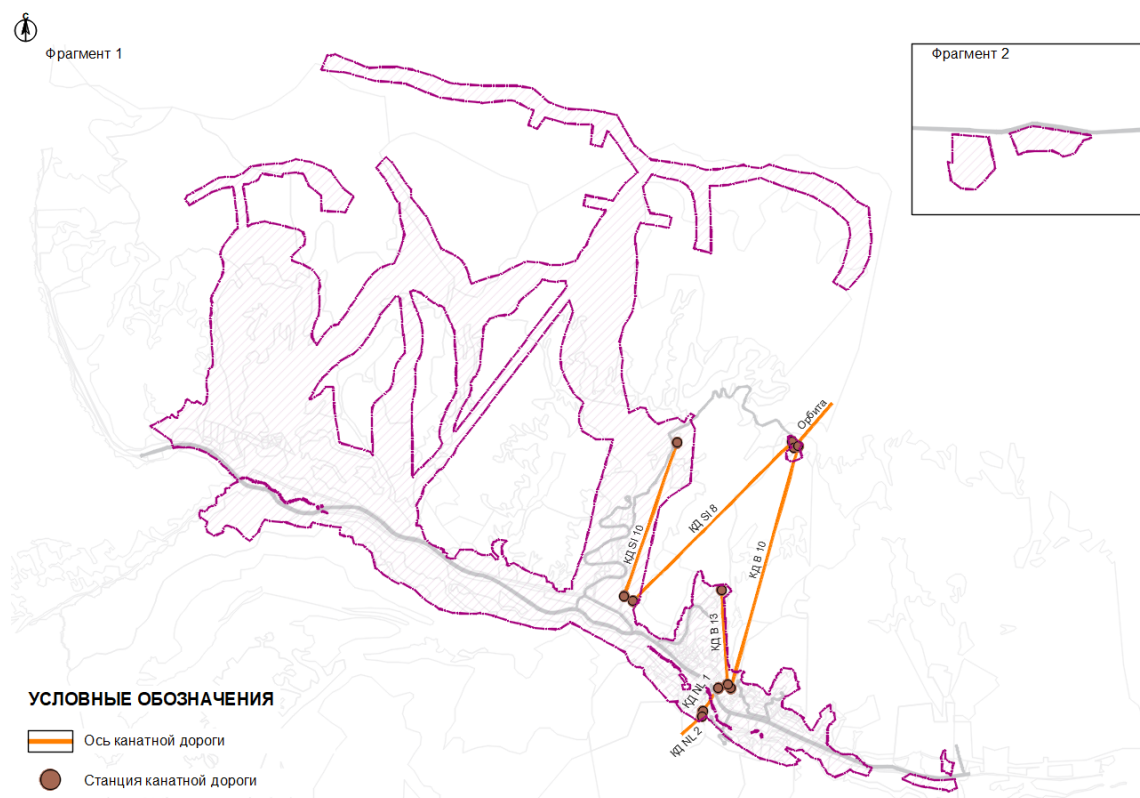 С
Фрагмент 1
Фрагмент 2
Орбита
КД SI 8
КД SI 10
КД B 10
КД B 13
КД NL 1
КД NL 2
УСЛОВНЫЕ ОБОЗНАЧЕНИЯ
Ось канатной дороги
Станция канатной дороги